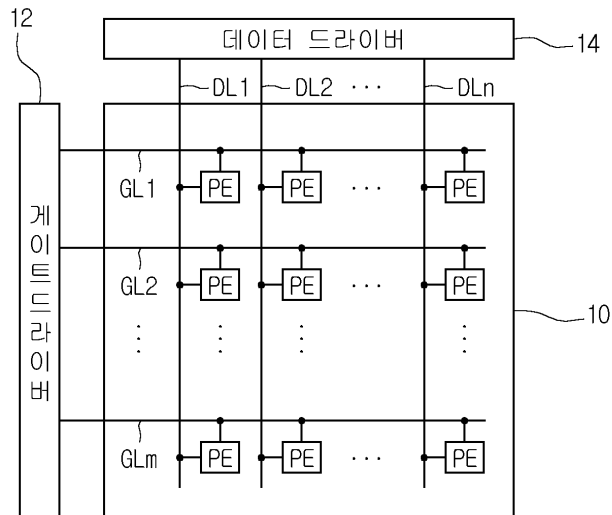 12
데이터 드라이버
14
DL1 DL2 ··· DLn
게이트드라이버
GL1
PE PE ··· PE
GL2
PE PE ··· PE
10
GLm
PE PE ··· PE